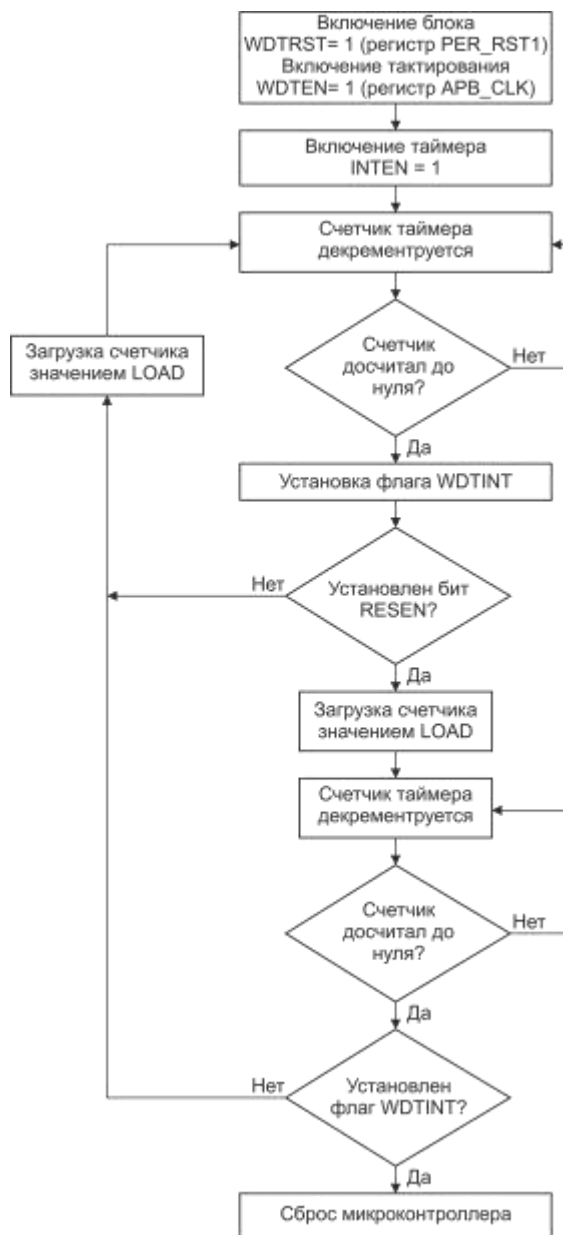 Включение блока
WDTRST= 1 (регистр PER_RST1)
Включение тактирования
WDTEN= 1 (регистр APB_CLK)
Включение таймера
INTEN = 1
Счетчик таймера
декрементруется
Загрузка счетчика
значением LOAD
Счетчик
досчитал до
нуля?
Нет
Да
Установка флага WDTINT
Нет
Установлен бит
RESEN?
Да
Загрузка счетчика
значением LOAD
Счетчик таймера
декрементруется
Счетчик
досчитал до
нуля?
Нет
Да
Нет
Установлен
флаг WDTINT?
Да
Сброс микроконтроллера